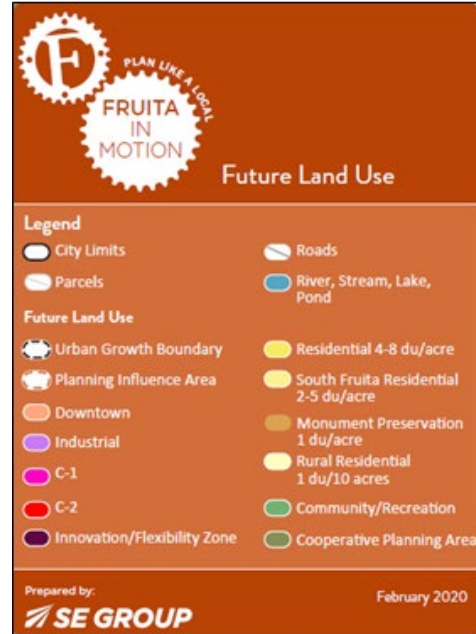 F
PLAN LIKE A LOCAL
FRUITA
IN
MOTION
Future Land Use
Legend
City Limits
Parcels
Roads
River, Stream, Lake,
Pond
Future Land Use
Urban Growth Boundary
Planning Influence Area
Downtown
Industrial
C-1
C-2
Innovation/Flexibility Zone
Residential 4-8 du/acre
South Fruita Residential
2-5 du/acre
Monument Preservation
1 du/acre
Rural Residential
1 du/10 acres
Community/Recreation
Cooperative Planning Area
Prepared by:
SE GROUP
February 2020